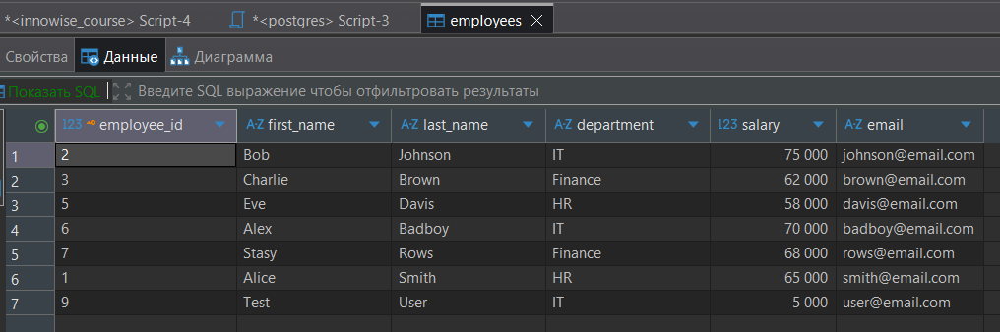 *<innowise_course> Script-4 *<postgres> Script-3 employees
Свойства Данные Диаграмма
Показать SQL Введите SQL выражение чтобы отфильтровать результаты
123 employee_id A-Z first_name A-Z last_name A-Z department 123 salary A-Z email
1 2 Bob Johnson IT 75 000 johnson@email.com
2 3 Charlie Brown Finance 62 000 brown@email.com
3 5 Eve Davis HR 58 000 davis@email.com
4 6 Alex Badboy IT 70 000 badboy@email.com
5 7 Stasy Rows Finance 68 000 rows@email.com
6 1 Alice Smith HR 65 000 smith@email.com
7 9 Test User IT 5 000 user@email.com